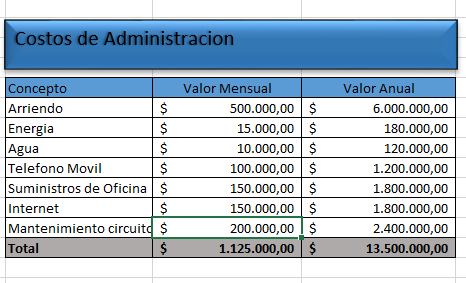 Costos de Administracion
Concepto Valor Mensual Valor Anual
Arriendo $ 500.000,00 $ 6.000.000,00
Energia $ 15.000,00 $ 180.000,00
Agua $ 10.000,00 $ 120.000,00
Telefono Movil $ 100.000,00 $ 1.200.000,00
Suministros de Oficina $ 150.000,00 $ 1.800.000,00
Internet $ 150.000,00 $ 1.800.000,00
Mantenimiento circuito $ 200.000,00 $ 2.400.000,00
Total $ 1.125.000,00 $ 13.500.000,00